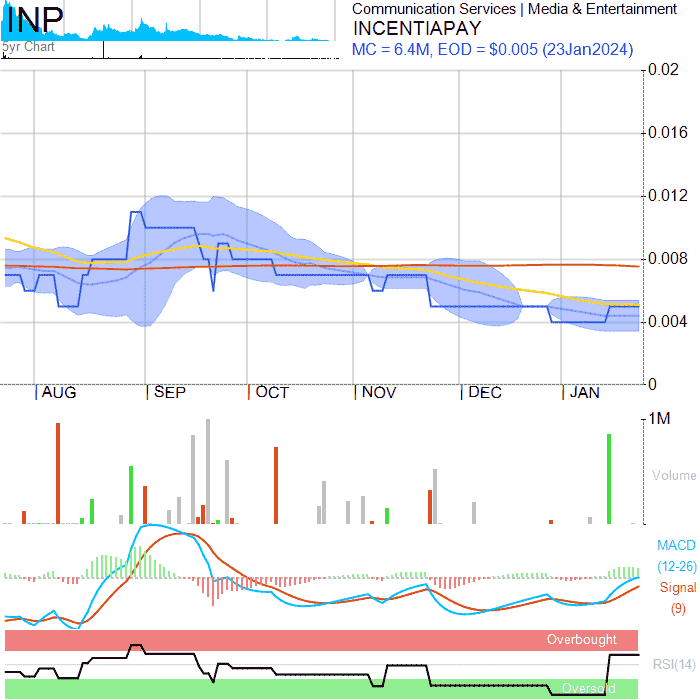 INP
5yr Chart
Communication Services | Media & Entertainment
INCENTIAPAY
MC = 6.4M, EOD = $0.005 (23Jan2024)
0.02
0.016
0.012
0.008
0.004
0
AUG SEP OCT NOV DEC JAN
1M
Volume
MACD
(12-26)
Signal
(9)
Overbought
RSI(14)
Oversold